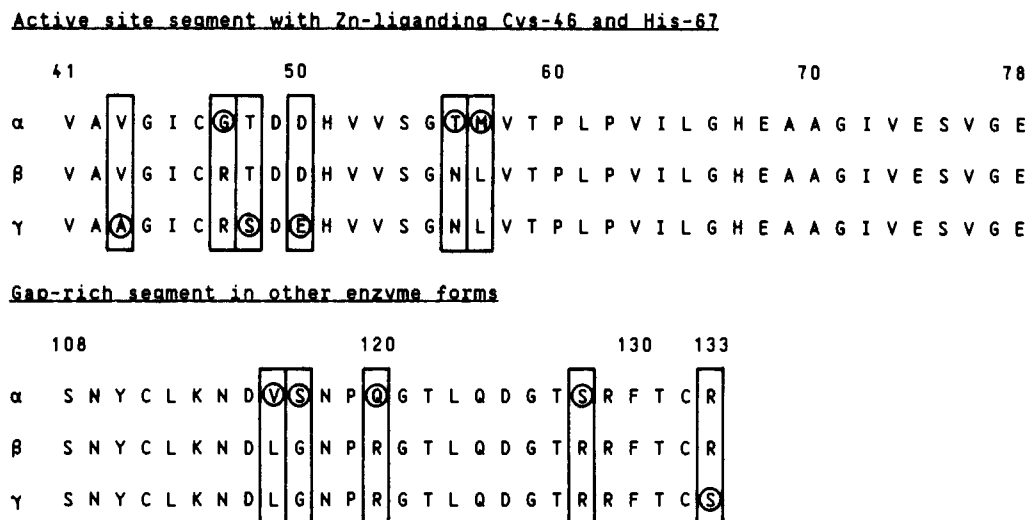 Active site segment with Zn-liganding Cys-46 and His-67
41 50 60 70 78
α V A V G I C G T D D H V V S G T M V T P L P V I L G H E A A G I V E S V G E
β V A V G I C R T D D H V V S G N L V T P L P V I L G H E A A G I V E S V G E
γ V A A G I C R S D E H V V S G N L V T P L P V I L G H E A A G I V E S V G E
Gap-rich segment in other enzyme forms
108 120 130 133
α S N Y C L K N D V S N P Q G T L Q D G T S R F T C R
β S N Y C L K N D L G N P R G T L Q D G T R R F T C R
γ S N Y C L K N D L G N P R G T L Q D G T R R F T C S